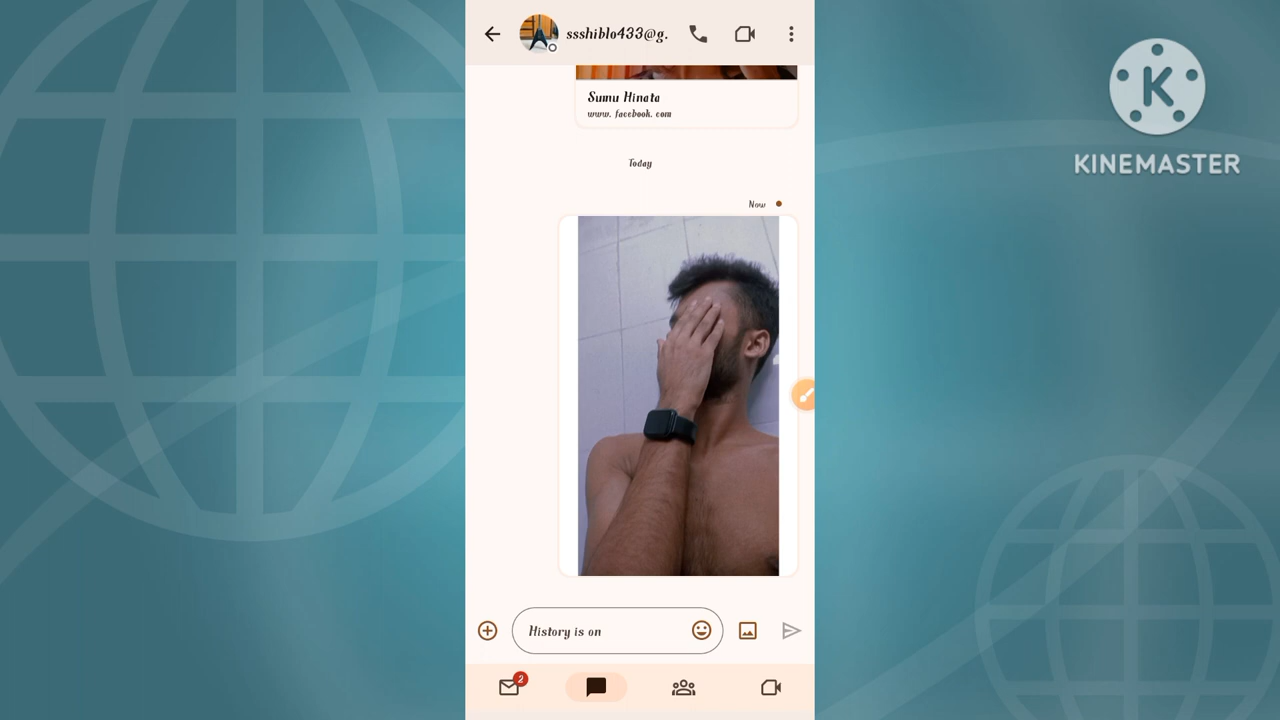 ssshiblo433@g.
Sumu Hinata
www. facebook. com
Today
Now
History is on
2
K
KINEMASTER